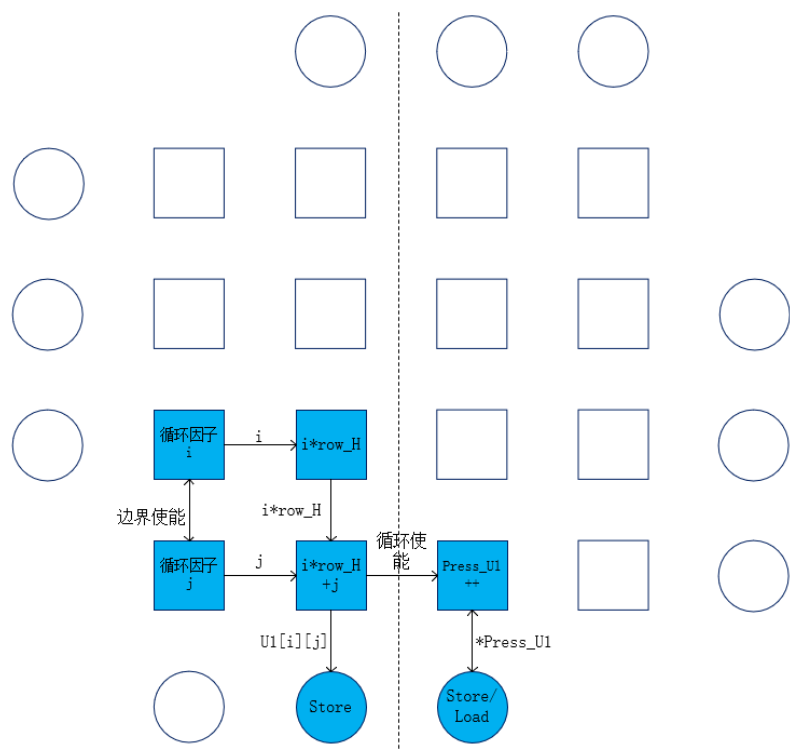 循环因子
i
i
i*row_H
边界使能
i*row_H
循环因子
j
j
i*row_H
+j
循环使
能
Press_U1
++
U1[i][j]
*Press_U1
Store
Store/
Load